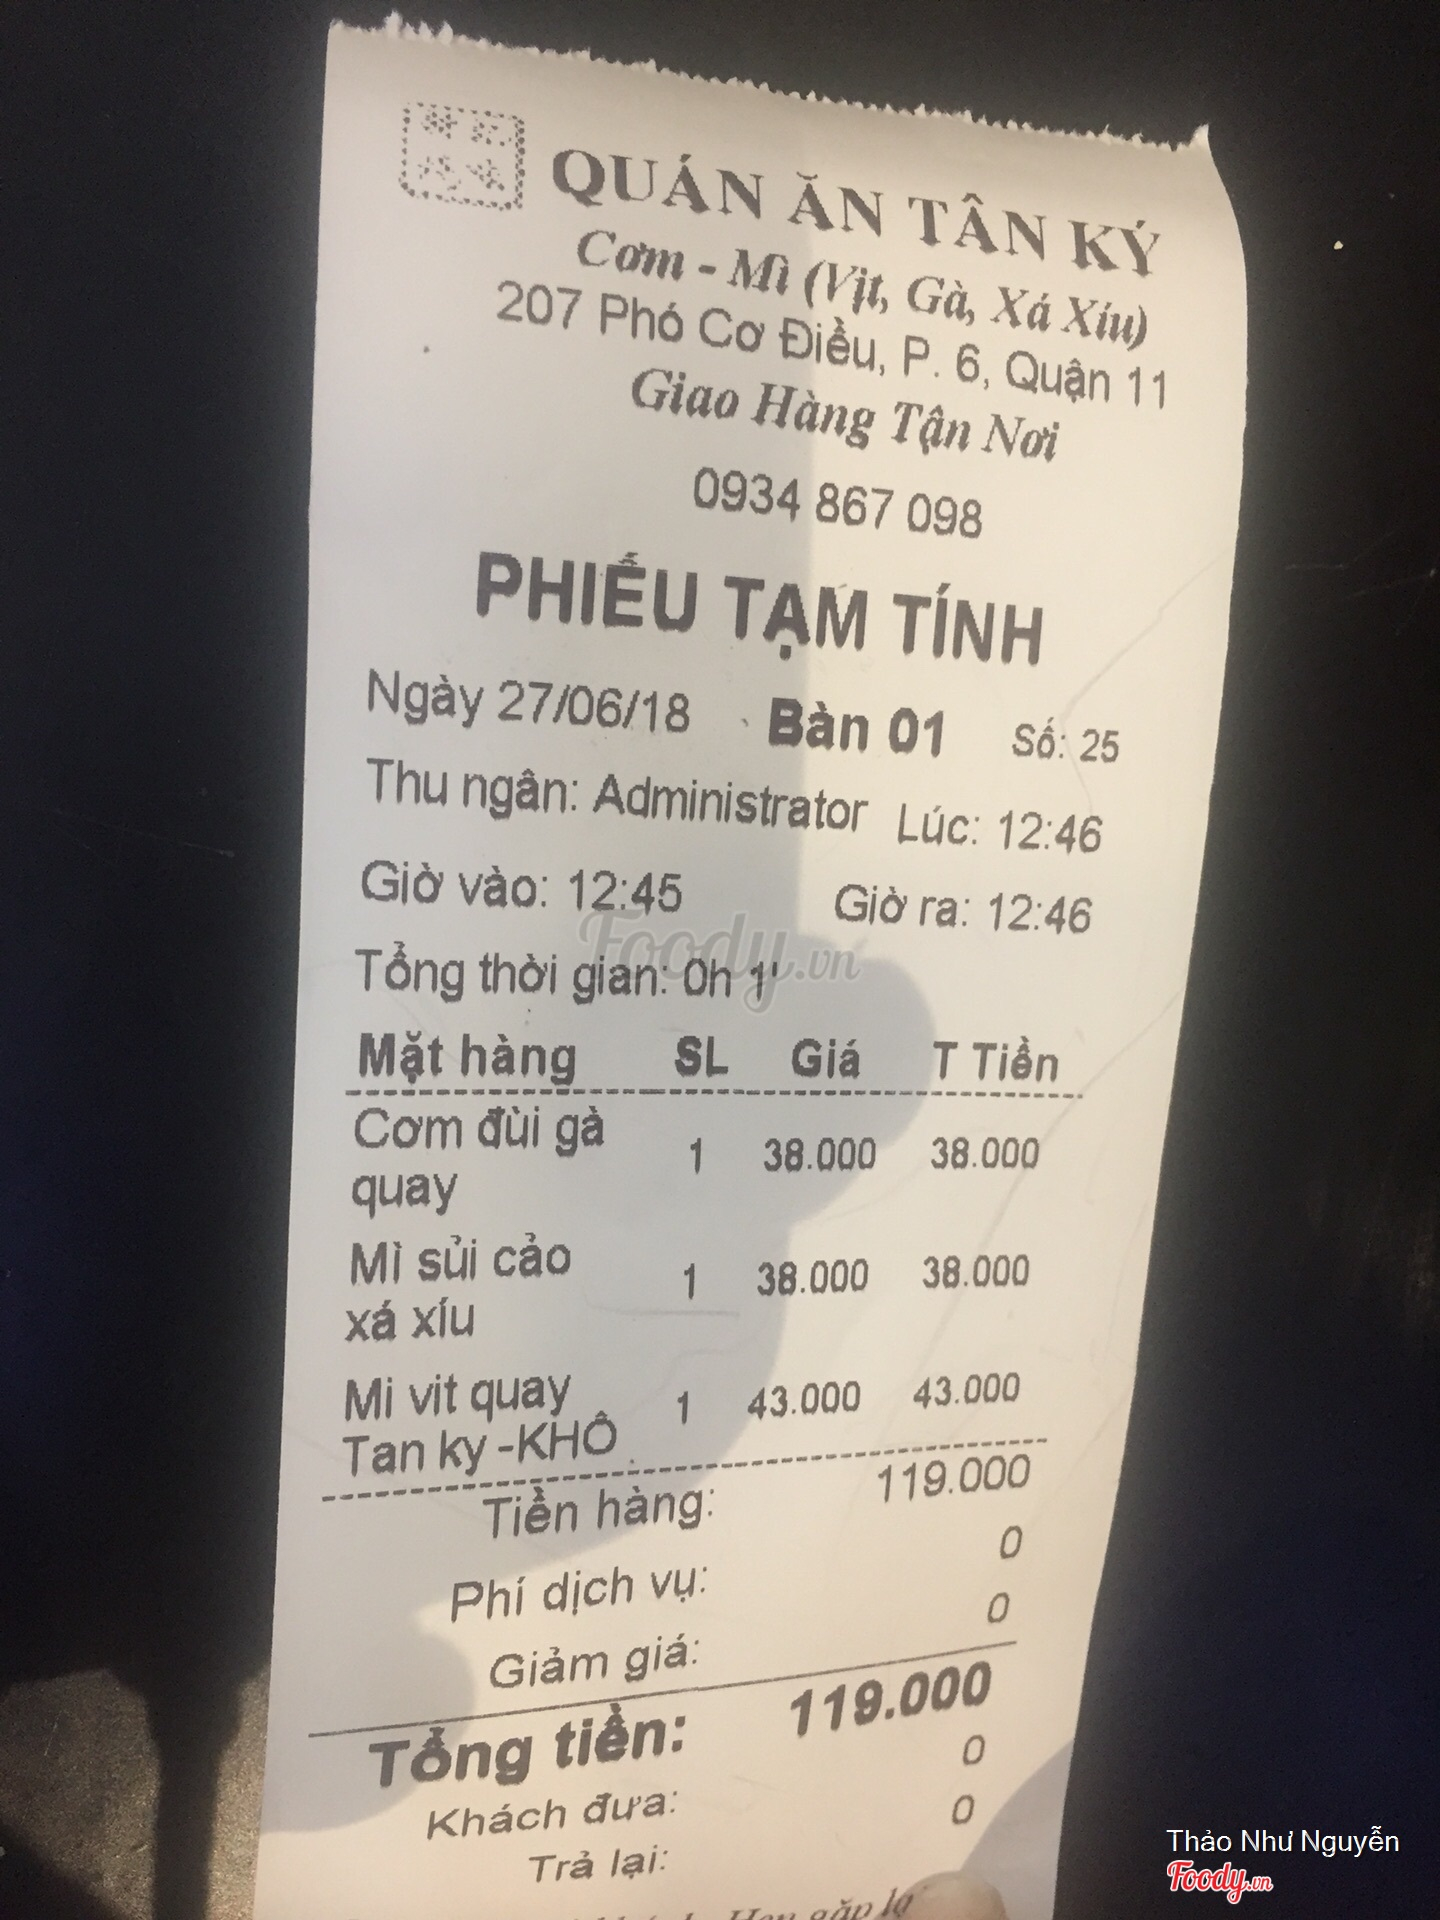 QUÁN ĂN TÂN KÝ
Cơm - Mì (Vịt, Gà, Xá Xíu)
207 Phó Cơ Điều, P. 6, Quận 11
Giao Hàng Tận Nơi
0934 867 098
PHIẾU TẠM TÍNH
Ngày 27/06/18 Bàn 01 Số: 25
Thu ngân: Administrator Lúc: 12:46
Giờ vào: 12:45 Giờ ra: 12:46
Foody.vn
Tổng thời gian: 0h 1'
Mặt hàng SL Giá T Tiền
Cơm đùi gà
quay 1 38.000 38.000
Mì sủi cảo
xá xíu 1 38.000 38.000
Mi vit quay
Tan ky -KHÔ 1 43.000 43.000
Tiền hàng: 119.000
Phí dịch vụ: 0
Giảm giá: 0
Tổng tiền: 119.000
Khách đưa: 0
Trả lại: 0
Hẹn gặp
Thảo Như Nguyễn
Foody.vn